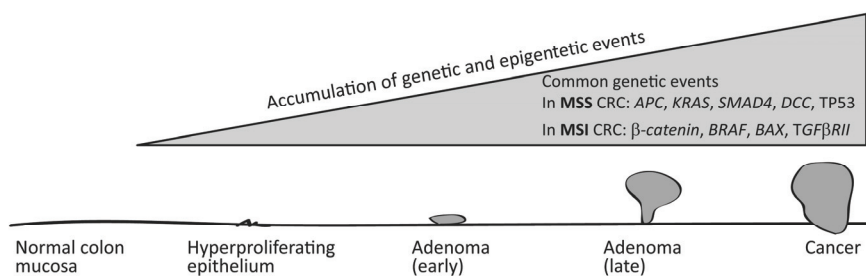 Accumulation of genetic and epigentetic events
Common genetic events
In MSS CRC: APC, KRAS, SMAD4, DCC, TP53
In MSI CRC: β-catenin, BRAF, BAX, TGFβRII
Normal colon mucosa
Hyperproliferating epithelium
Adenoma (early)
Adenoma (late)
Cancer